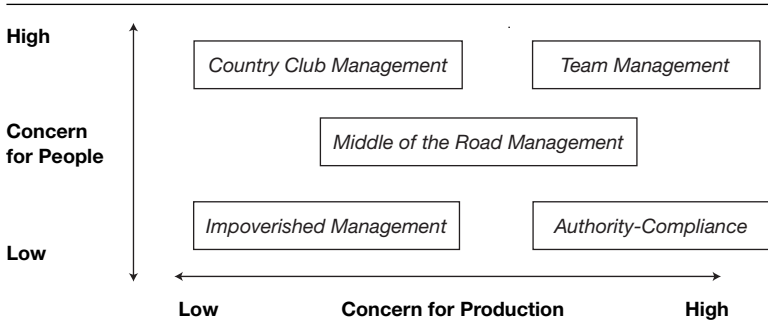 High
Country Club Management
Team Management
Concern
for People
Middle of the Road Management
Impoverished Management
Authority-Compliance
Low
Low
Concern for Production
High